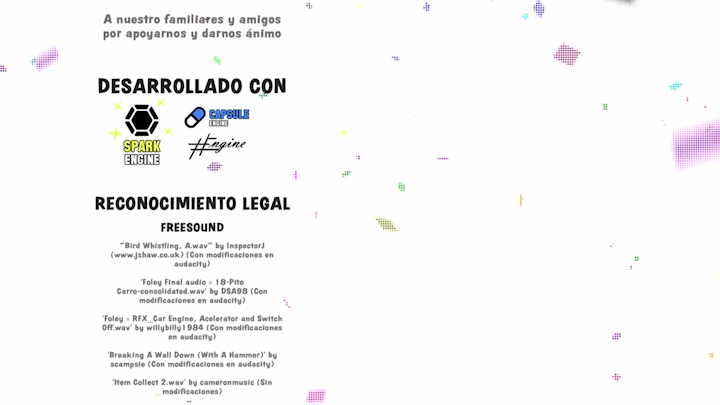 A nuestro familiares y amigos
por apoyarnos y darnos ánimo
DESARROLLADO CON
SPARK
ENGINE
CAPSULE
ENGINE
#Engine
RECONOCIMIENTO LEGAL
FREESOUND
"Bird Whistling, A.wav" by InspectorJ
(www.jshaw.co.uk) (Con modificaciones en
audacity)
'Foley Final audio » 18-Pito
Carro-consolidated.wav' by DSA98 (Con
modificaciones en audacity)
'Foley » RFX_Car Engine, Acelerator and Switch
Off.wav' by willybilly1984 (Con modificaciones
en audacity)
'Breaking A Wall Down (With A Hammer)' by
scampsie (Con modificaciones en audacity)
'Item Collect 2.wav' by cameronmusic (Sin
modificaciones)